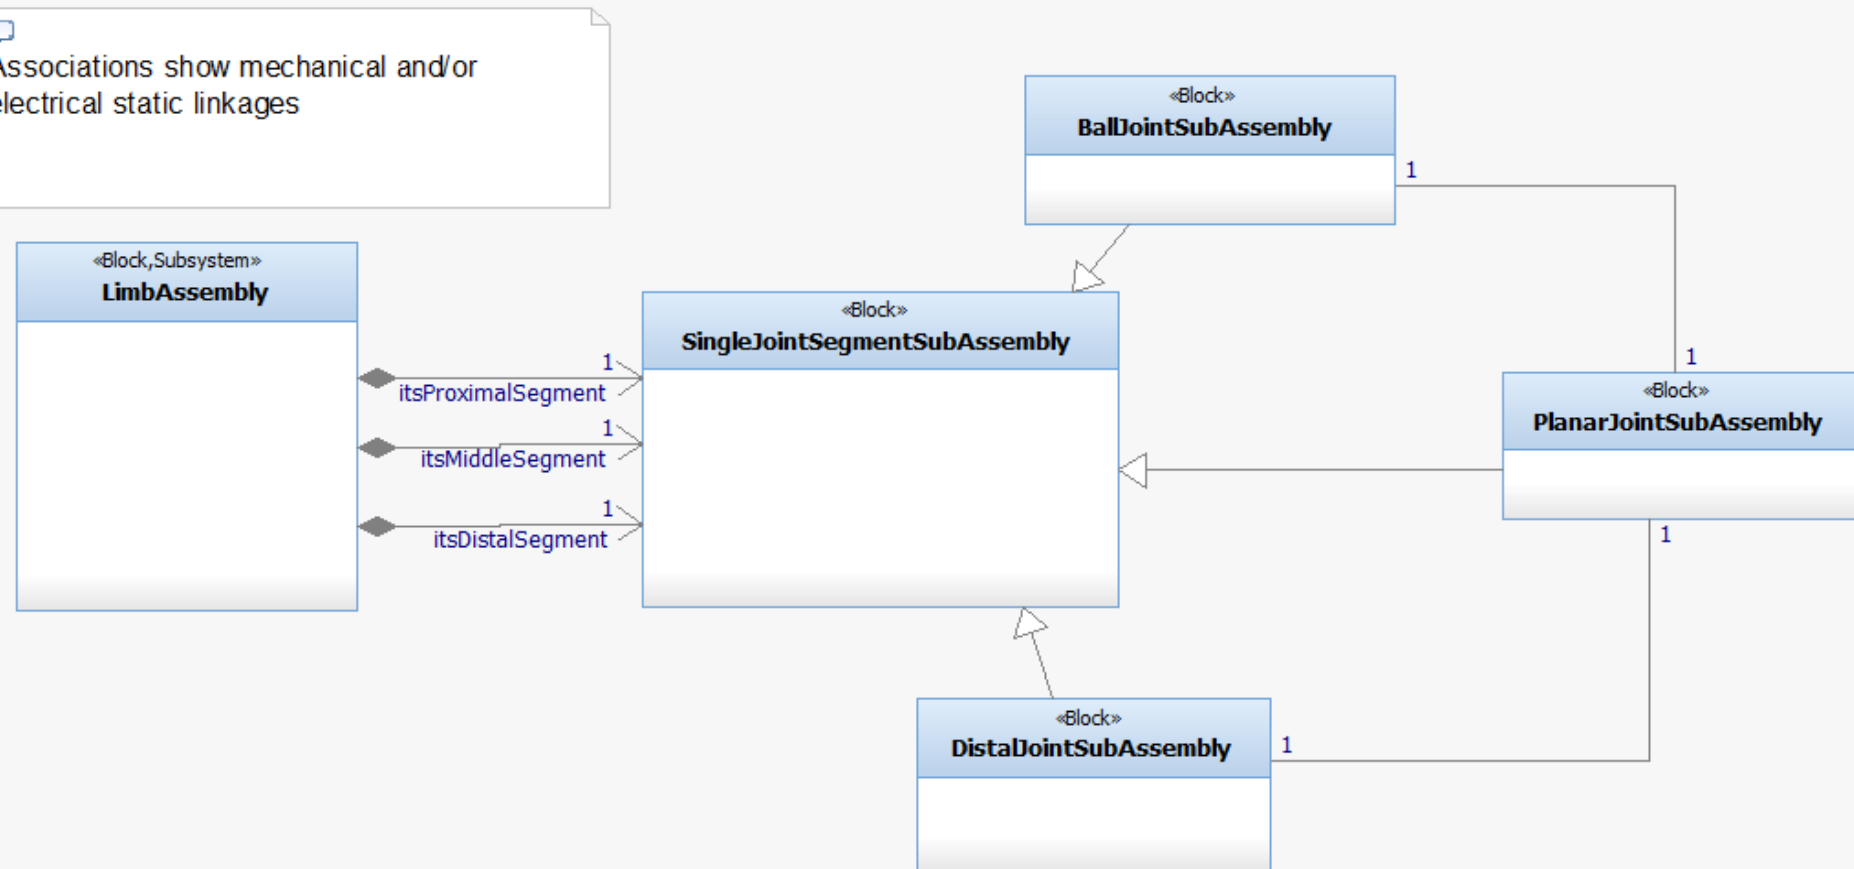 Associations show mechanical and/or
electrical static linkages
«Block»
BallJointSubAssembly
1
1
«Block,Subsystem»
LimbAssembly
«Block»
SingleJointSegmentSubAssembly
1
itsProximalSegment
1
itsMiddleSegment
1
itsDistalSegment
«Block»
PlanarJointSubAssembly
1
«Block»
DistalJointSubAssembly
1